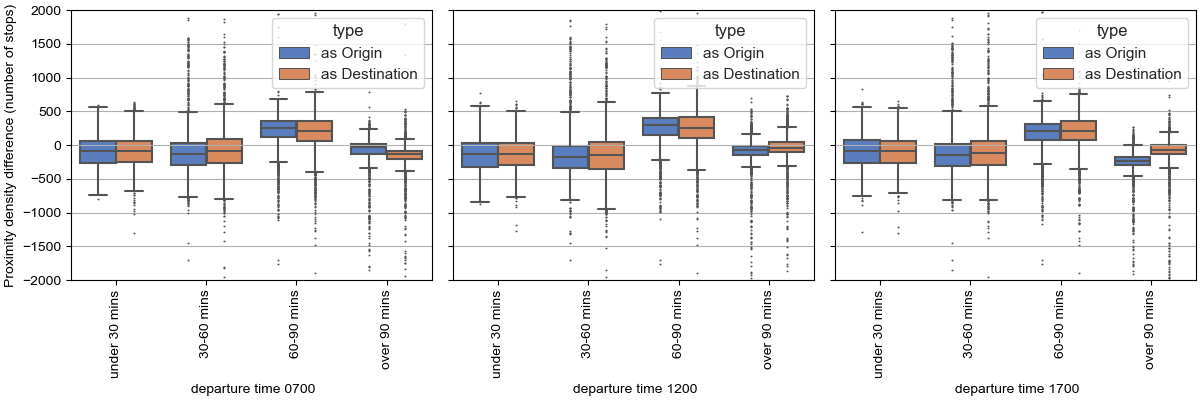 Proximity density difference (number of stops)
2000
1500
1000
500
0
−500
−1000
−1500
−2000
type
as Origin
as Destination
under 30 mins
30-60 mins
60-90 mins
over 90 mins
departure time 0700
type
as Origin
as Destination
under 30 mins
30-60 mins
60-90 mins
over 90 mins
departure time 1200
type
as Origin
as Destination
under 30 mins
30-60 mins
60-90 mins
over 90 mins
departure time 1700